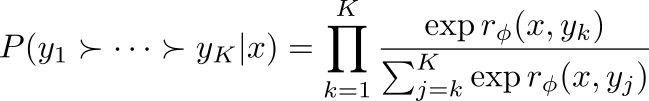 $P(y_1 \succ \cdots \succ y_K | x) = \prod_{k=1}^{K} \frac{\exp r_\phi(x, y_k)}{\sum_{j=k}^{K} \exp r_\phi(x, y_j)}$